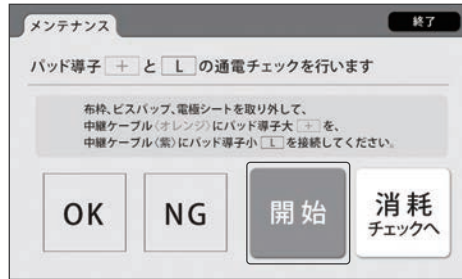 メンテナンス
終了
パッド導子 + と L の通電チェックを行います
布枠、ビスパップ、電極シートを取り外して、
中継ケーブル〈オレンジ〉にパッド導子大 + を、
中継ケーブル〈紫〉にパッド導子小 L を接続してください。
OK
NG
開始
消耗
チェックへ